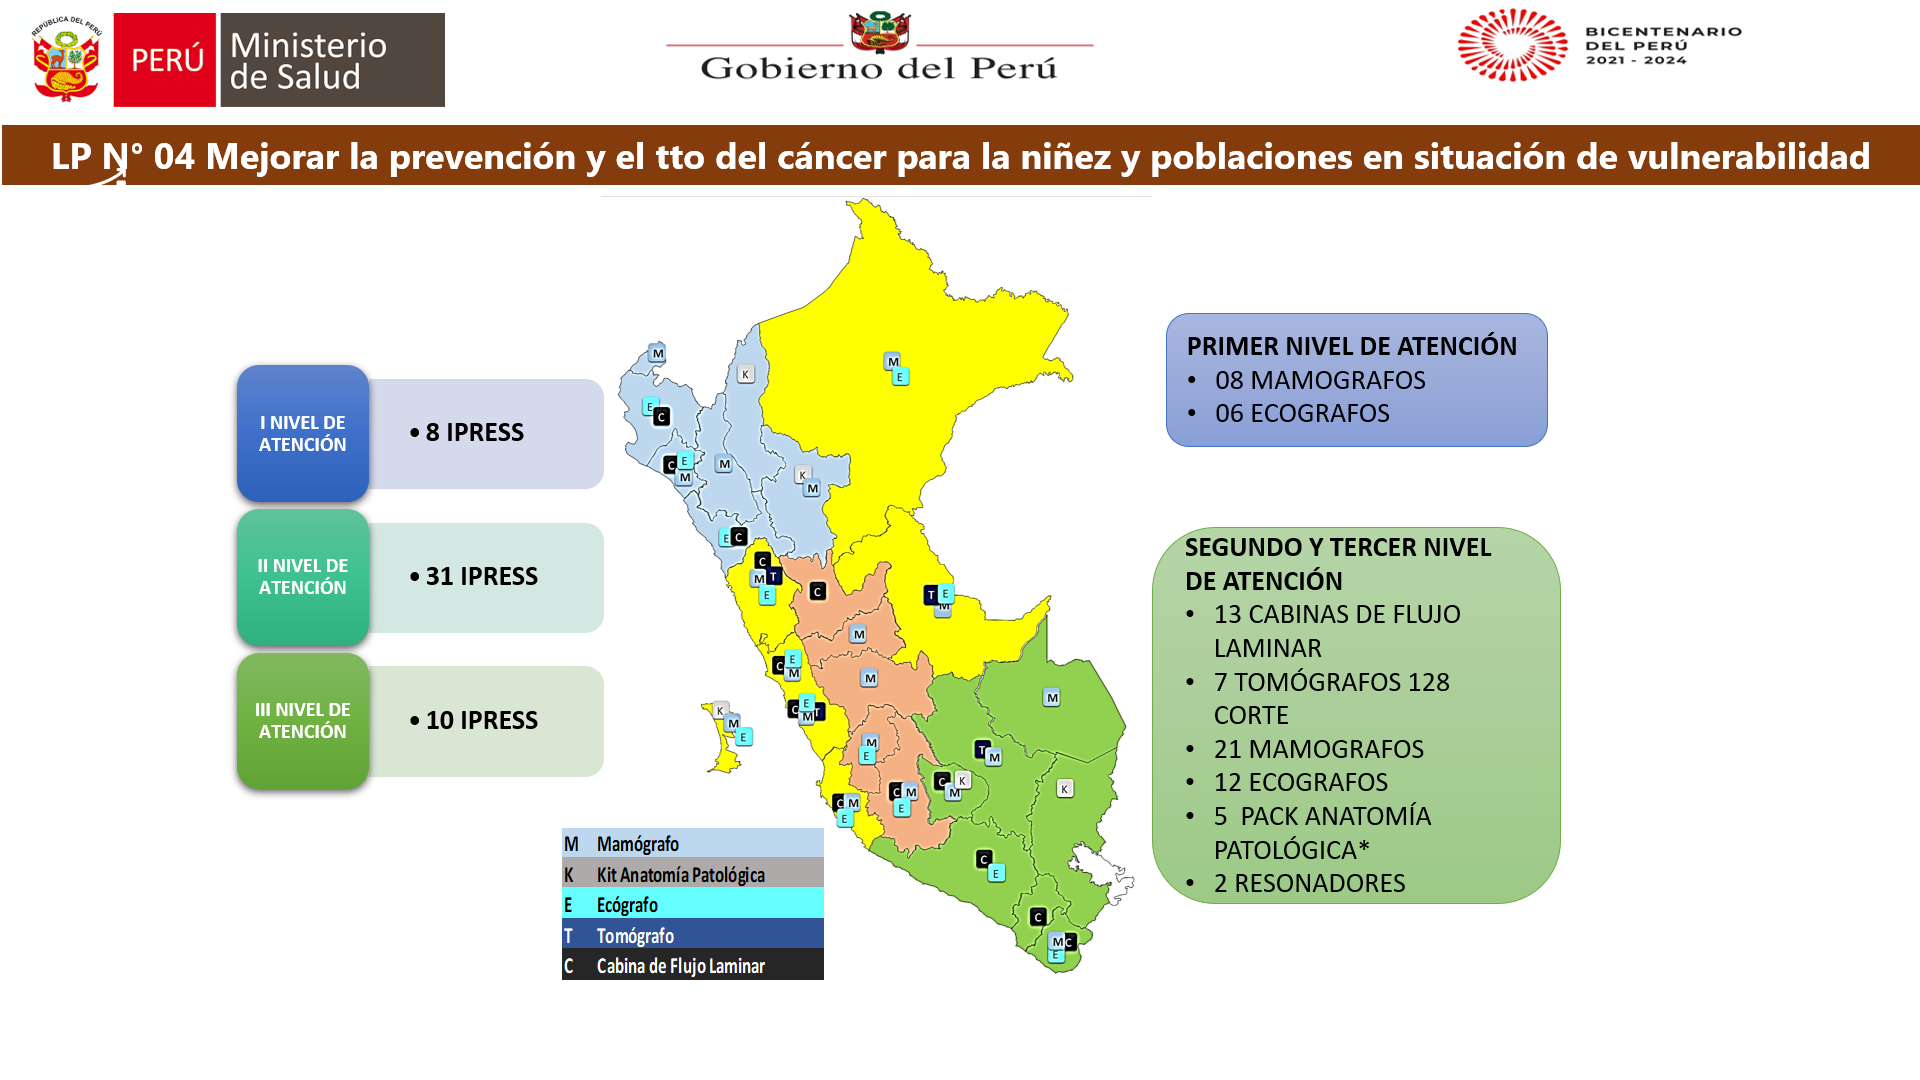 REPÚBLICA DEL PERÚ
PERÚ
Ministerio
de Salud
Gobierno del Perú
BICENTENARIO
DEL PERÚ
2021 - 2024
LP N° 04 Mejorar la prevención y el tto del cáncer para la niñez y poblaciones en situación de vulnerabilidad
I NIVEL DE
ATENCIÓN
• 8 IPRESS
II NIVEL DE
ATENCIÓN
• 31 IPRESS
III NIVEL DE
ATENCIÓN
• 10 IPRESS
M
K
M
E
E
C
C
E
M
M
K
M
E
C
C
M
T
E
C
T
E
M
M
C
E
M
M
C
E
M
T
K
M
E
M
M
E
T
M
C
K
M
K
C
M
E
C
M
E
C
E
C
M
C
E
M Mamógrafo
K Kit Anatomía Patológica
E Ecógrafo
T Tomógrafo
C Cabina de Flujo Laminar
PRIMER NIVEL DE ATENCIÓN
• 08 MAMOGRAFOS
• 06 ECOGRAFOS
SEGUNDO Y TERCER NIVEL
DE ATENCIÓN
• 13 CABINAS DE FLUJO
LAMINAR
• 7 TOMÓGRAFOS 128
CORTE
• 21 MAMOGRAFOS
• 12 ECOGRAFOS
• 5 PACK ANATOMÍA
PATOLÓGICA*
• 2 RESONADORES